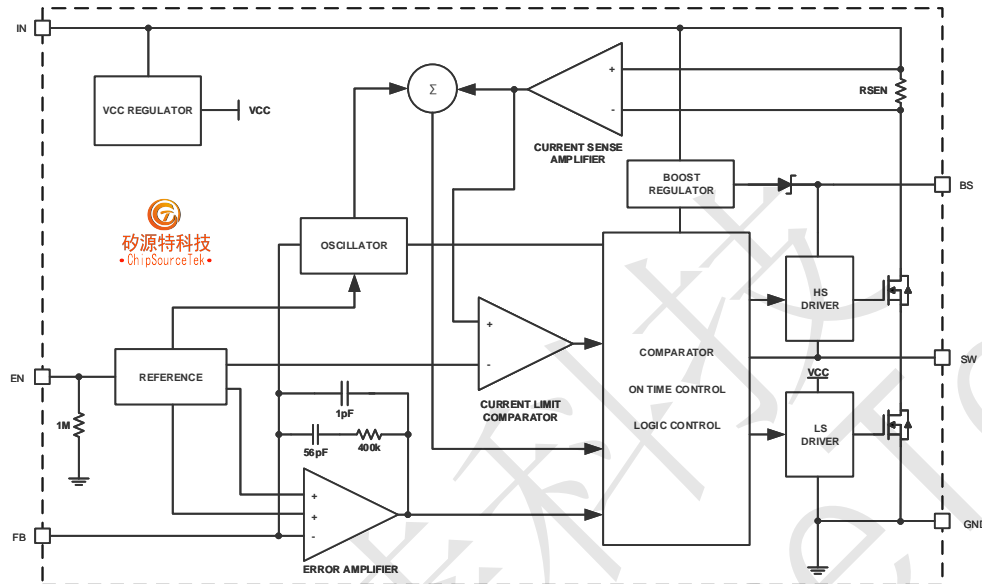 IN
VCC REGULATOR
VCC
Σ
+
-
RSEN
CURRENT SENSE
AMPLIFIER
BOOST
REGULATOR
BS
矽源特科技
ChipSourceTek
OSCILLATOR
HS
DRIVER
+
-
COMPARATOR
ON TIME CONTROL
LOGIC CONTROL
SW
EN
REFERENCE
VCC
1pF
CURRENT LIMIT
COMPARATOR
1M
56pF
400k
LS
DRIVER
+
+
-
FB
GND
ERROR AMPLIFIER